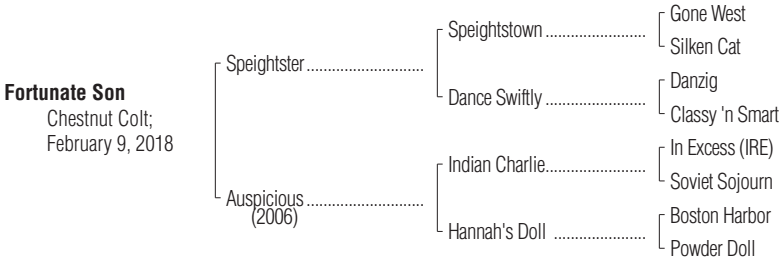 Gone West
Speightstown ........................
Silken Cat
Speightster ............................
Danzig
Dance Swiftly ........................
Classy 'n Smart
Fortunate Son
Chestnut Colt;
February 9, 2018
In Excess (IRE)
Indian Charlie........................
Soviet Sojourn
Auspicious ............................
(2006)
Boston Harbor
Hannah's Doll ......................
Powder Doll